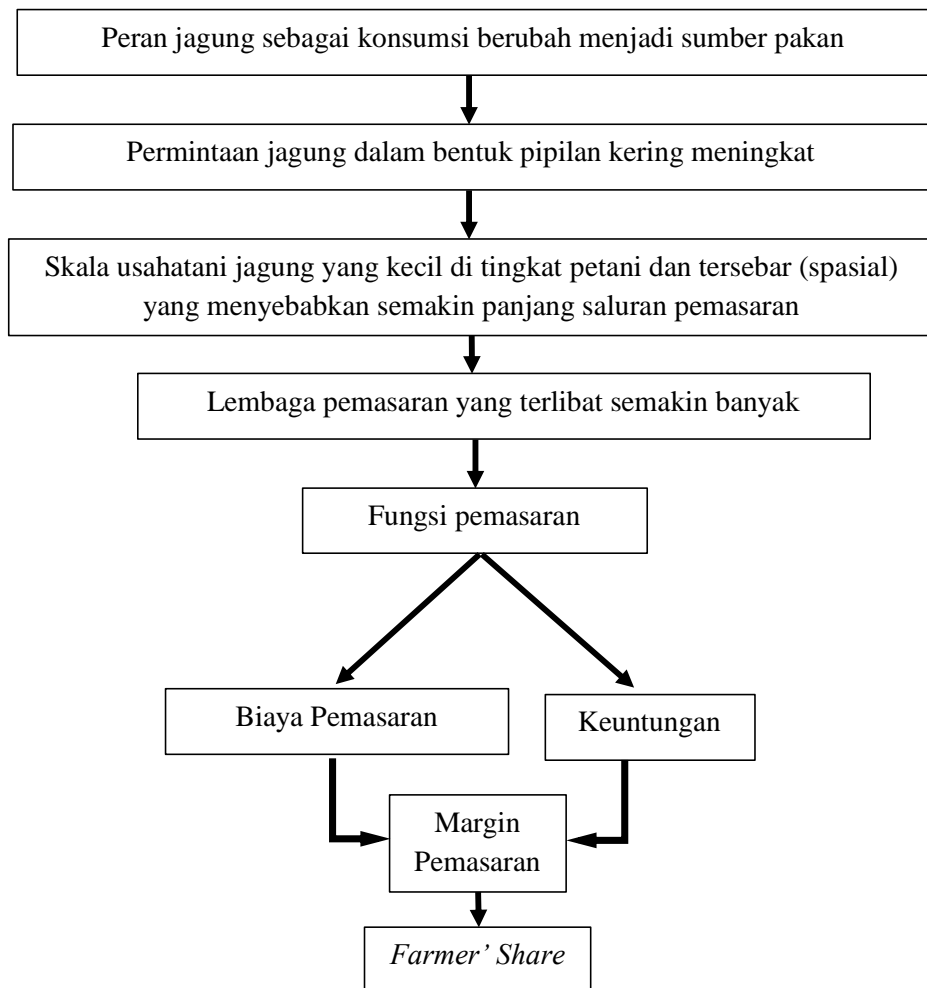 Peran jagung sebagai konsumsi berubah menjadi sumber pakan
Permintaan jagung dalam bentuk pipilan kering meningkat
Skala usahatani jagung yang kecil di tingkat petani dan tersebar (spasial)
yang menyebabkan semakin panjang saluran pemasaran
Lembaga pemasaran yang terlibat semakin banyak
Fungsi pemasaran
Biaya Pemasaran
Keuntungan
Margin
Pemasaran
Farmer’ Share